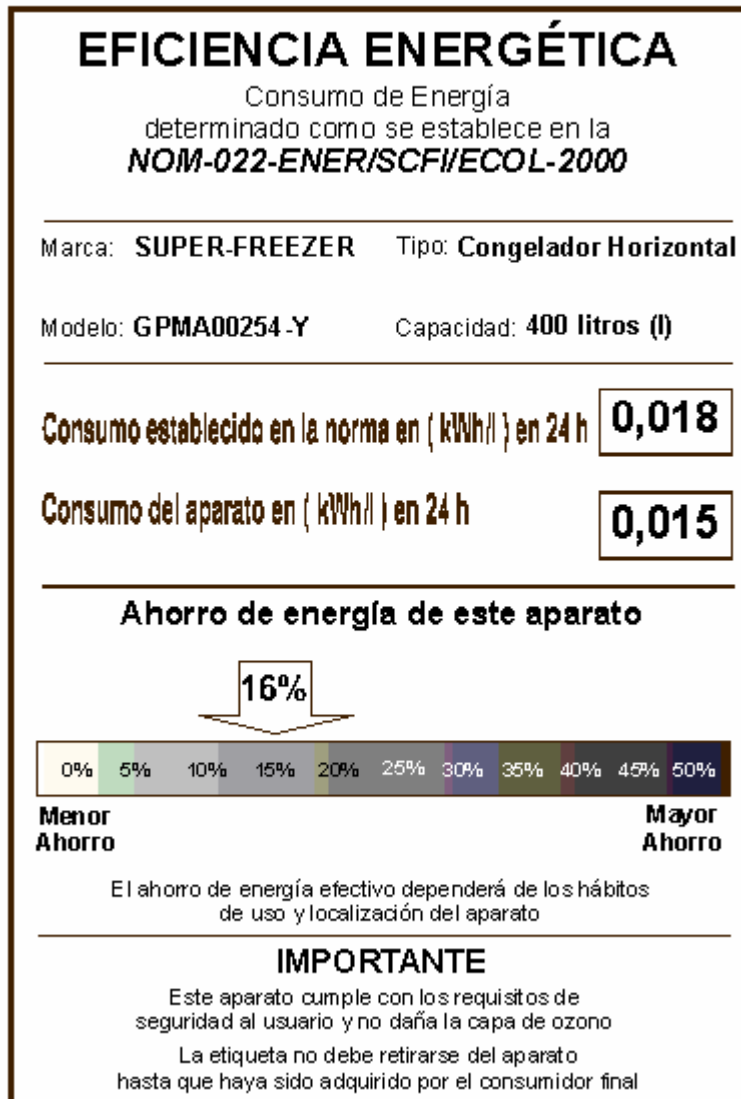 EFICIENCIA ENERGÉTICA
Consumo de Energía
determinado como se establece en la
NOM-022-ENER/SCFI/ECOL-2000
Marca: SUPER-FREEZER Tipo: Congelador Horizontal
Modelo: GPMA00254-Y Capacidad: 400 litros (l)
Consumo establecido en la norma en ( kWh/l ) en 24 h 0,018
Consumo del aparato en ( kWh/l ) en 24 h 0,015
Ahorro de energía de este aparato
16%
0% 5% 10% 15% 20% 25% 30% 35% 40% 45% 50%
Menor Mayor
Ahorro Ahorro
El ahorro de energía efectivo dependerá de los hábitos
de uso y localización del aparato
IMPORTANTE
Este aparato cumple con los requisitos de
seguridad al usuario y no daña la capa de ozono
La etiqueta no debe retirarse del aparato
hasta que haya sido adquirido por el consumidor final